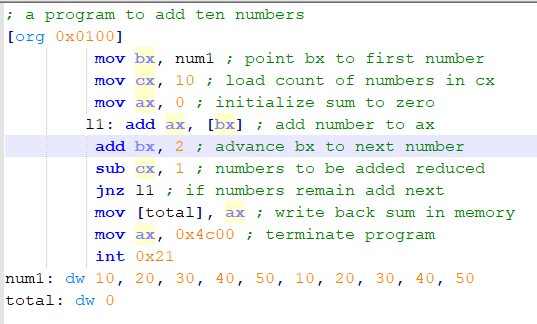 ; a program to add ten numbers
[org 0x0100]
mov bx, num1 ; point bx to first number
mov cx, 10 ; load count of numbers in cx
mov ax, 0 ; initialize sum to zero
l1: add ax, [bx] ; add number to ax
add bx, 2 ; advance bx to next number
sub cx, 1 ; numbers to be added reduced
jnz l1 ; if numbers remain add next
mov [total], ax ; write back sum in memory
mov ax, 0x4c00 ; terminate program
int 0x21
num1: dw 10, 20, 30, 40, 50, 10, 20, 30, 40, 50
total: dw 0